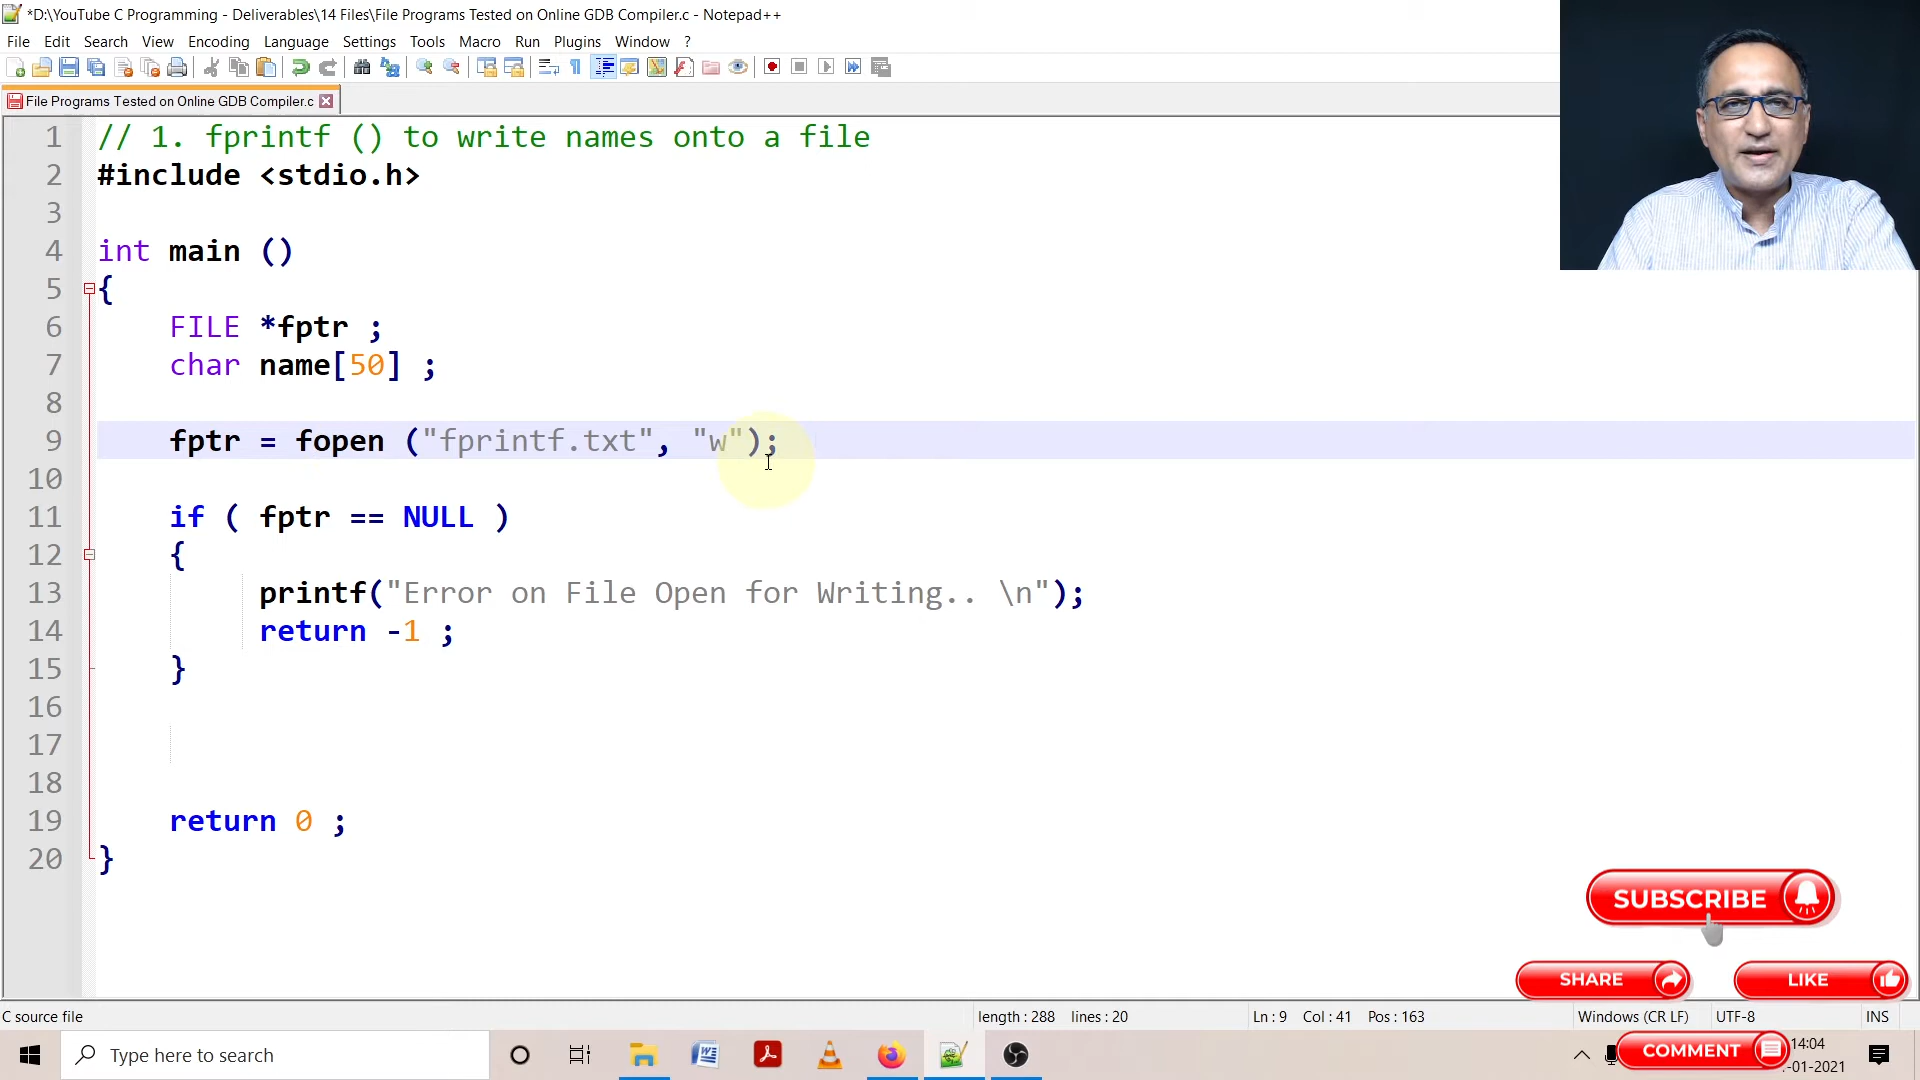 *D:\YouTube C Programming - Deliverables\14 Files\File Programs Tested on Online GDB Compiler.c - Notepad++
File Edit Search View Encoding Language Settings Tools Macro Run Plugins Window ?
File Programs Tested on Online GDB Compiler.c
1 // 1. fprintf () to write names onto a file
2 #include <stdio.h>
3
4 int main ()
5 {
6 FILE *fptr ;
7 char name[50] ;
8
9 fptr = fopen ("fprintf.txt", "w");
10
11 if ( fptr == NULL )
12 {
13 printf("Error on File Open for Writing.. \n");
14 return -1 ;
15 }
16
17
18
19 return 0 ;
20 }
SUBSCRIBE
SHARE LIKE
C source file length : 288 lines : 20 Ln : 9 Col : 41 Pos : 163 Windows (CR LF) UTF-8 INS
Type here to search
COMMENT
14:04
-01-2021